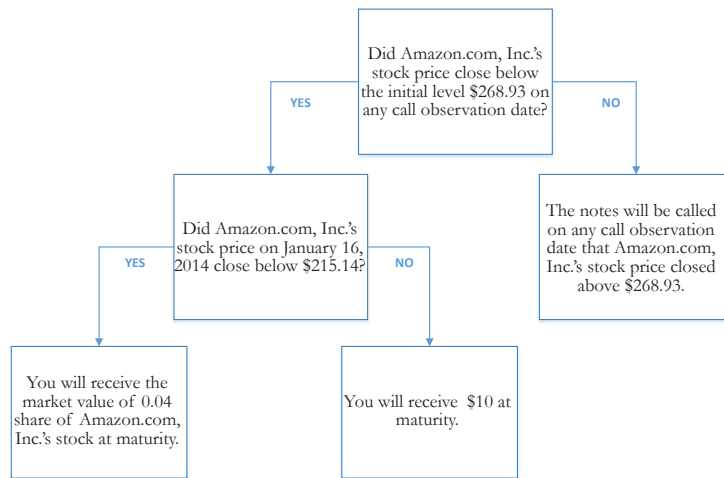 Did Amazon.com, Inc.'s
stock price close below
the initial level $268.93 on
any call observation date?
YES
NO
Did Amazon.com, Inc.'s
stock price on January 16,
2014 close below $215.14?
The notes will be called
on any call observation
date that Amazon.com,
Inc.'s stock price closed
above $268.93.
YES
NO
You will receive the
market value of 0.04
share of Amazon.com,
Inc.'s stock at maturity.
You will receive $10 at
maturity.